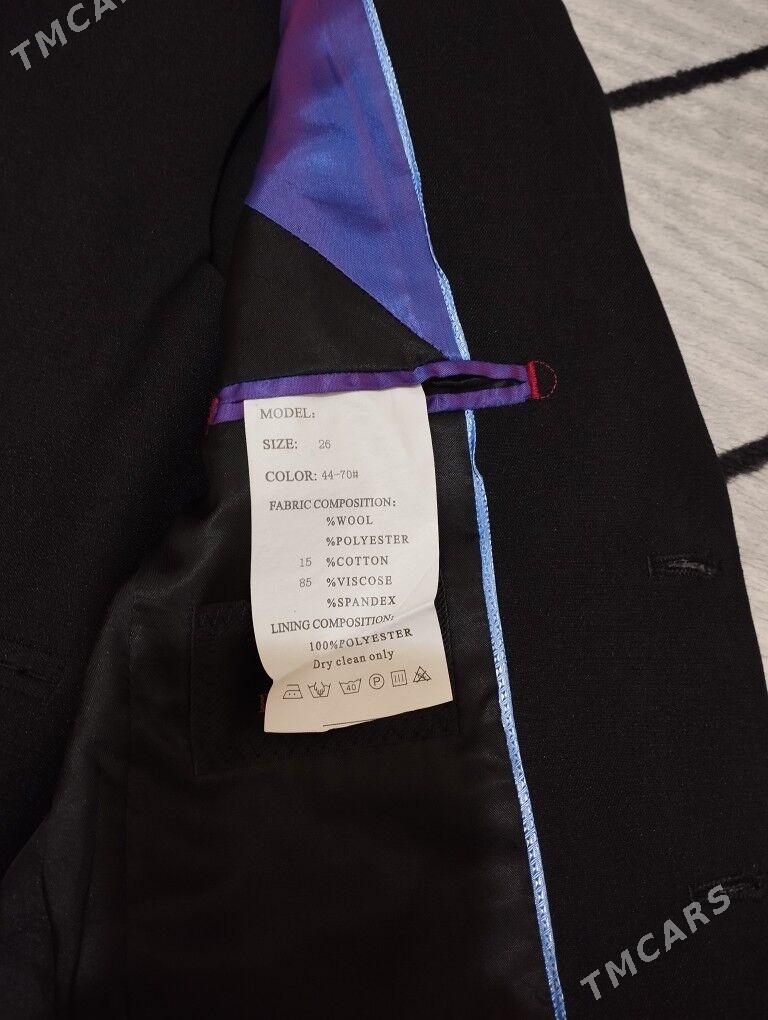 TMCARS
MODEL:
SIZE: 26
COLOR: 44-70#
FABRIC COMPOSITION:
%WOOL
%POLYESTER
15 %COTTON
85 %VISCOSE
%SPANDEX
LINING COMPOSITION:
100%POLYESTER
Dry clean only
40 P
TMCARS